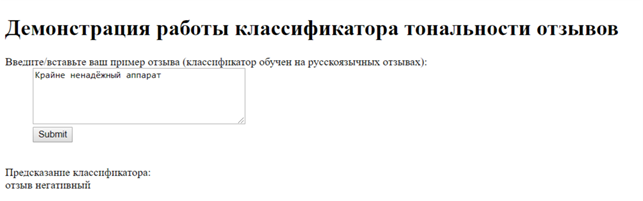 Демонстрация работы классификатора тональности отзывов
Введите/вставьте ваш пример отзыва (классификатор обучен на русскоязычных отзывах):
Крайне ненадёжный аппарат
Submit
Предсказание классификатора:
отзыв негативный